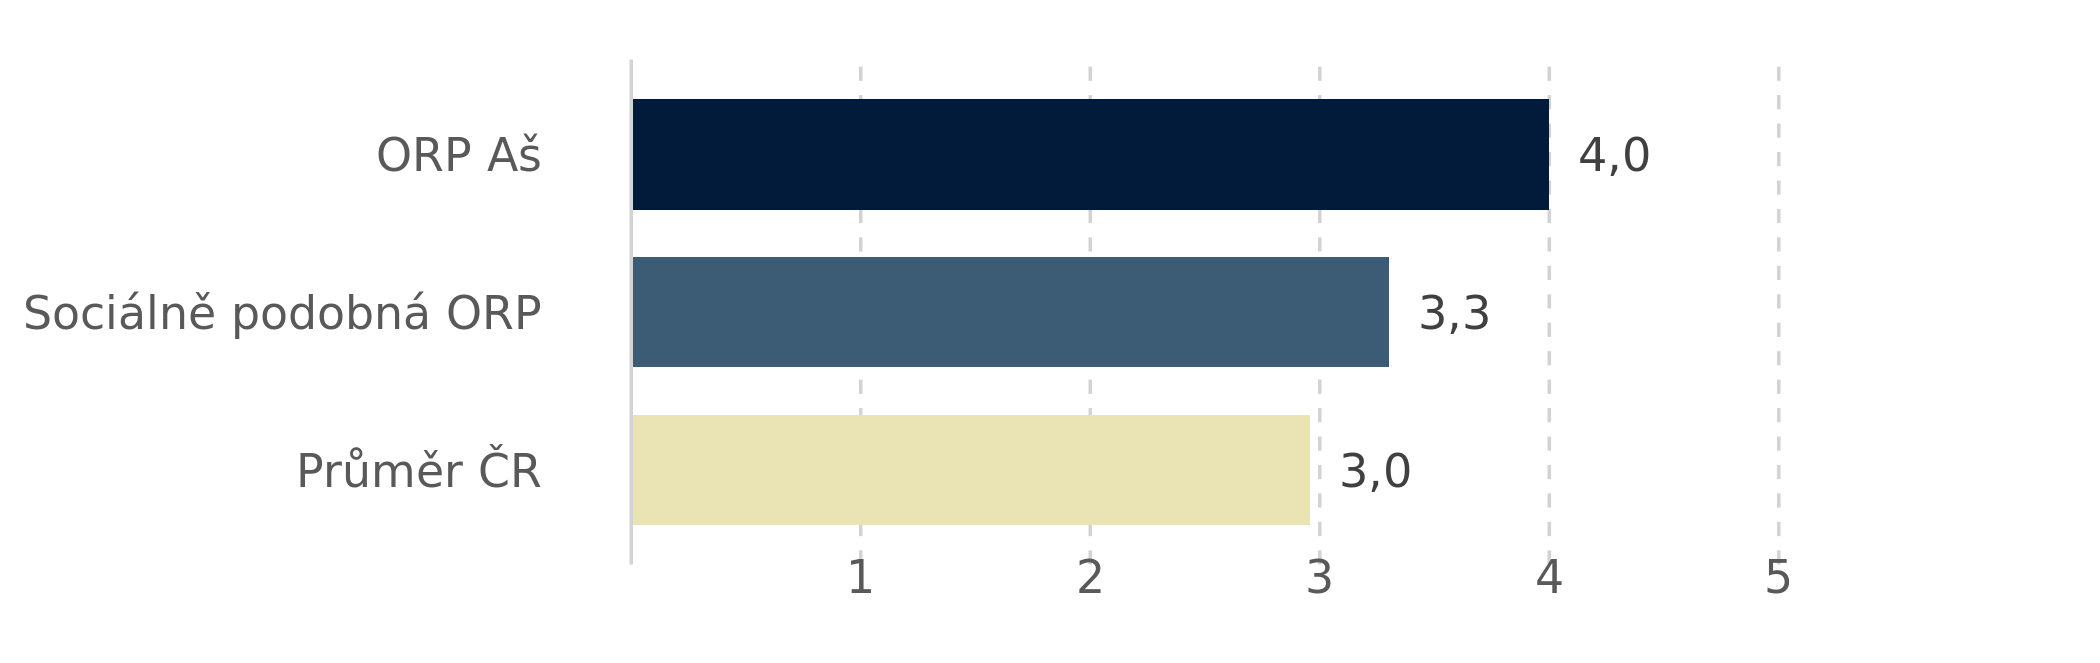 ORP Aš 4,0
Sociálně podobná ORP 3,3
Průměr ČR 3,0
1 2 3 4 5